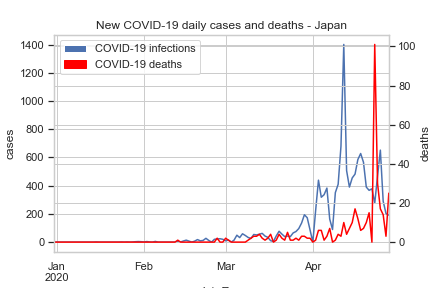 New COVID-19 daily cases and deaths - Japan
COVID-19 infections
COVID-19 deaths
1400
1200
1000
800
600
400
200
0
cases
100
80
60
40
20
0
deaths
Jan
2020
Feb
Mar
Apr